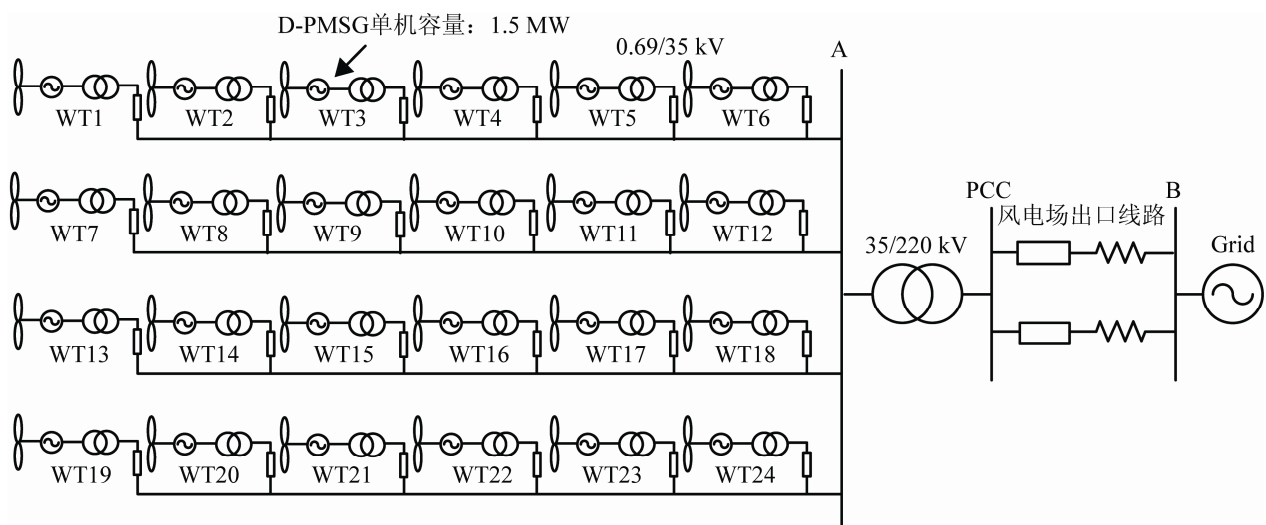 D-PMSG单机容量：1.5 MW
0.69/35 kV
A
WT1 WT2 WT3 WT4 WT5 WT6
PCC B
风电场出口线路
WT7 WT8 WT9 WT10 WT11 WT12
35/220 kV
Grid
WT13 WT14 WT15 WT16 WT17 WT18
WT19 WT20 WT21 WT22 WT23 WT24